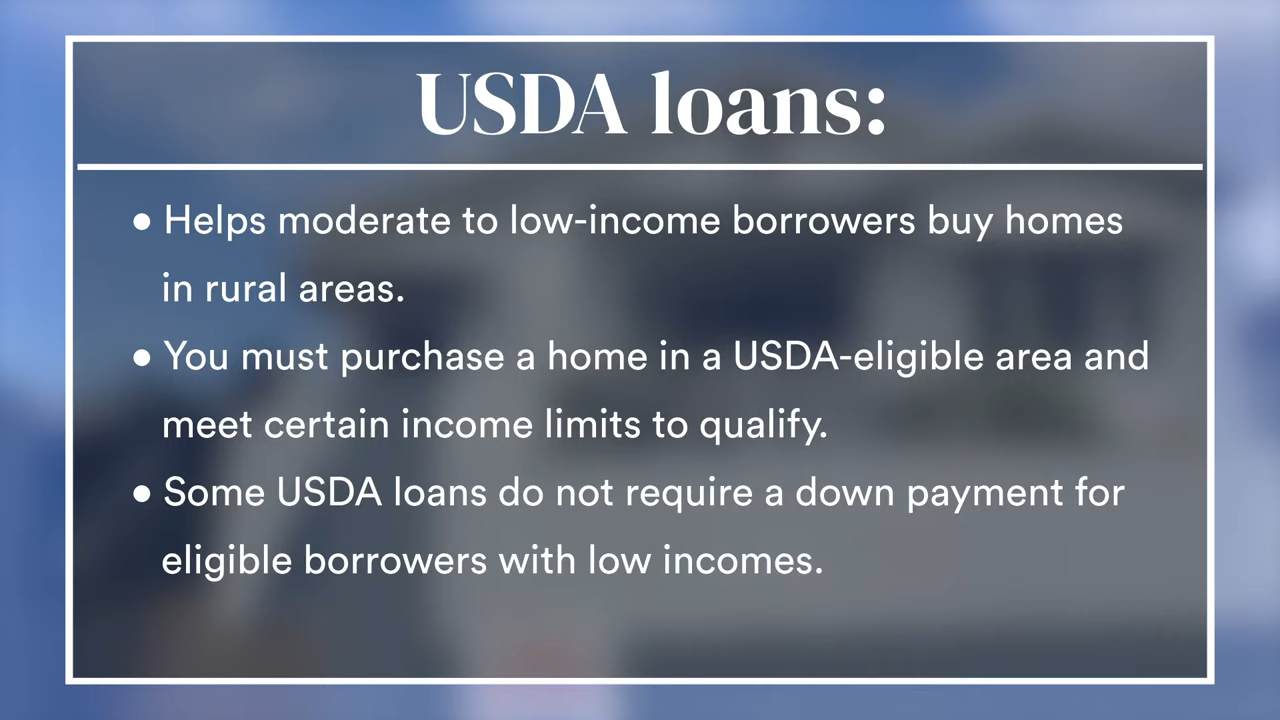 USDA loans:
● Helps moderate to low-income borrowers buy homes
in rural areas.
● You must purchase a home in a USDA-eligible area and
meet certain income limits to qualify.
● Some USDA loans do not require a down payment for
eligible borrowers with low incomes.